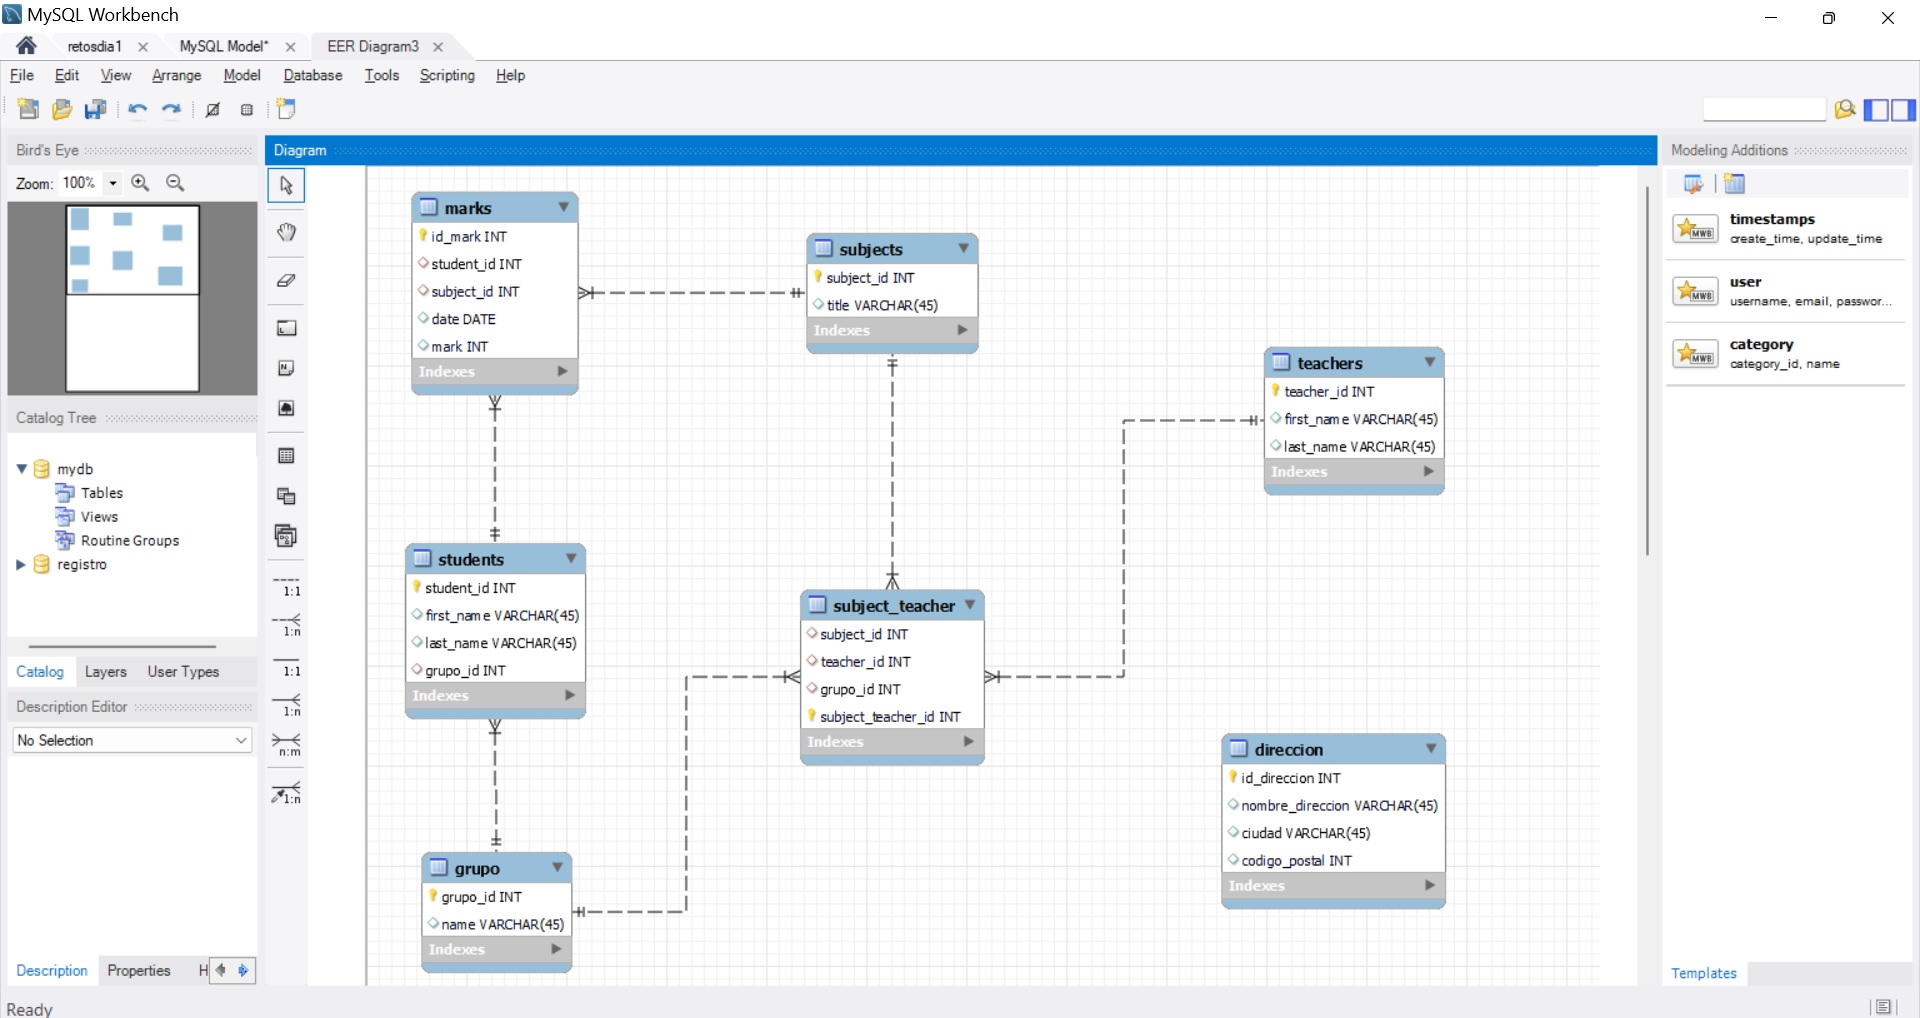 MySQL Workbench
retosdia1
MySQL Model*
EER Diagram3
File Edit View Arrange Model Database Tools Scripting Help
Bird's Eye
Zoom: 100%
Catalog Tree
mydb
Tables
Views
Routine Groups
registro
Catalog Layers User Types
Description Editor
No Selection
Description Properties H
Ready
Diagram
1:1
1:n
1:1
1:n
n:m
1:n
marks
id_mark INT
student_id INT
subject_id INT
date DATE
mark INT
Indexes
subjects
subject_id INT
title VARCHAR(45)
Indexes
teachers
teacher_id INT
first_name VARCHAR(45)
last_name VARCHAR(45)
Indexes
students
student_id INT
first_name VARCHAR(45)
last_name VARCHAR(45)
grupo_id INT
Indexes
subject_teacher
subject_id INT
teacher_id INT
grupo_id INT
subject_teacher_id INT
Indexes
direccion
id_direccion INT
nombre_direccion VARCHAR(45)
ciudad VARCHAR(45)
codigo_postal INT
Indexes
grupo
grupo_id INT
name VARCHAR(45)
Indexes
Modeling Additions
MWB
timestamps
create_time, update_time
MWB
user
username, email, passwor...
MWB
category
category_id, name
Templates